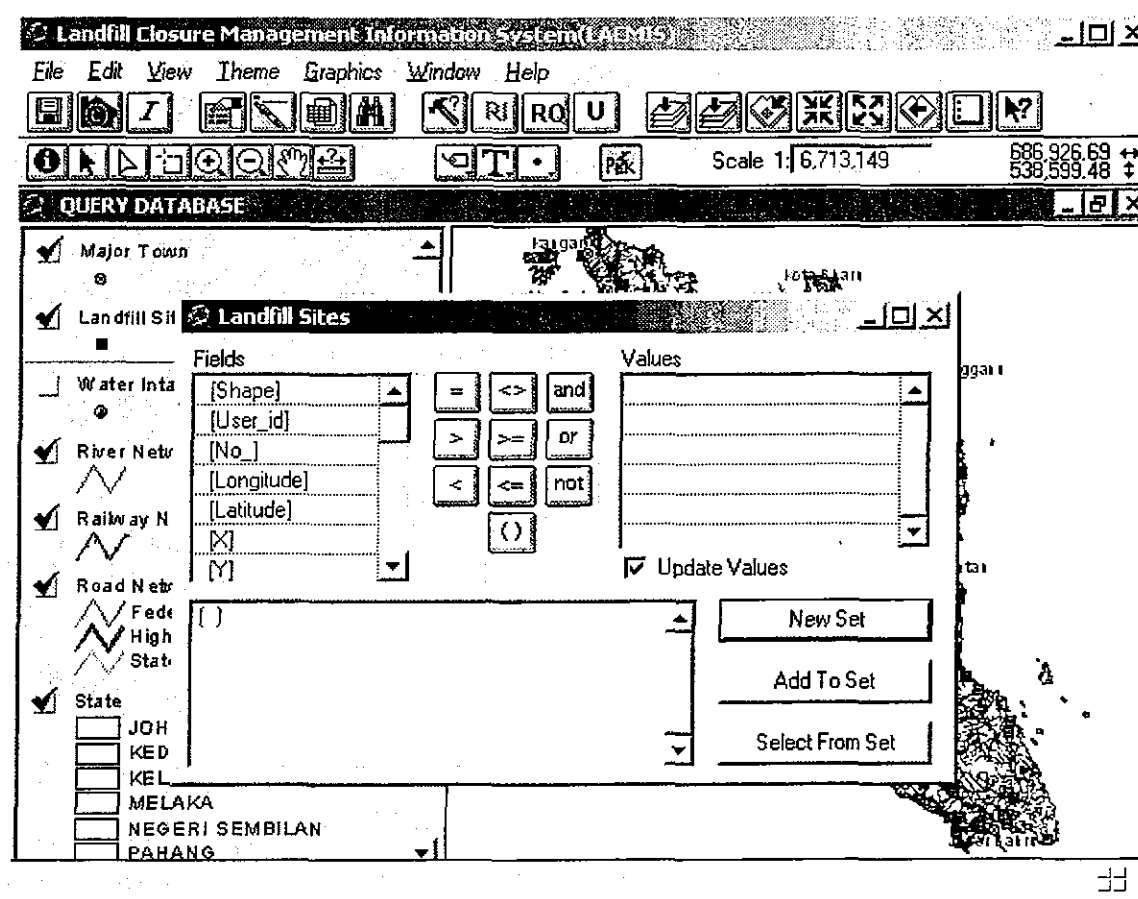 Landfill Closure Management Information System(LACMIS)
File Edit View Theme Graphics Window Help
I RI RQ U
T Scale 1: 6,713,149 686,926.69
538,599.48
QUERY DATABASE
Major Town
Landfill Sit
Landfill Sites
Fields Values
Water Inta
[Shape] = <> and
[User_id]
River Netw
[No_] > >= or
[Longitude] < <= not
Railway N
[Latitude]
[X] ( )
[Y]
Update Values
Road Netw
Fede
High
State
( ) New Set
Add To Set
Select From Set
State
JOH
KED
KEL
MELAKA
NEGERI SEMBILAN
PAHANG